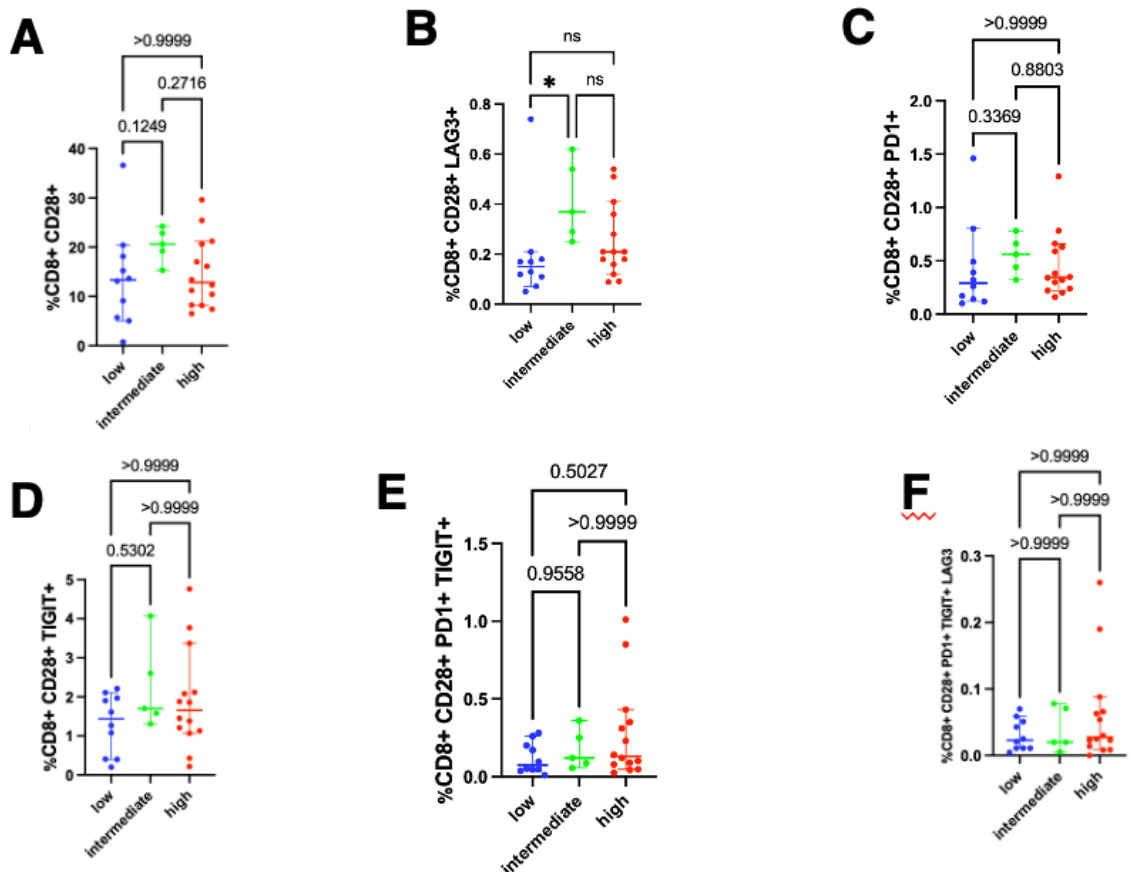 A
>0.9999
0.2716
0.1249
%CD8+ CD28+
40
30
20
10
0
low
intermediate
high
B
ns
*
ns
%CD8+ CD28+ LAG3+
0.8
0.6
0.4
0.2
0.0
low
intermediate
high
C
>0.9999
0.8803
0.3369
%CD8+ CD28+ PD1+
2.0
1.5
1.0
0.5
0.0
low
intermediate
high
D
>0.9999
>0.9999
0.5302
%CD8+ CD28+ TIGIT+
5
4
3
2
1
0
low
intermediate
high
E
0.5027
>0.9999
0.9558
%CD8+ CD28+ PD1+ TIGIT+
1.5
1.0
0.5
0.0
low
intermediate
high
F
>0.9999
>0.9999
>0.9999
%CD8+ CD28+ PD1+ TIGIT+ LAG3
0.3
0.2
0.1
0.0
low
intermediate
high